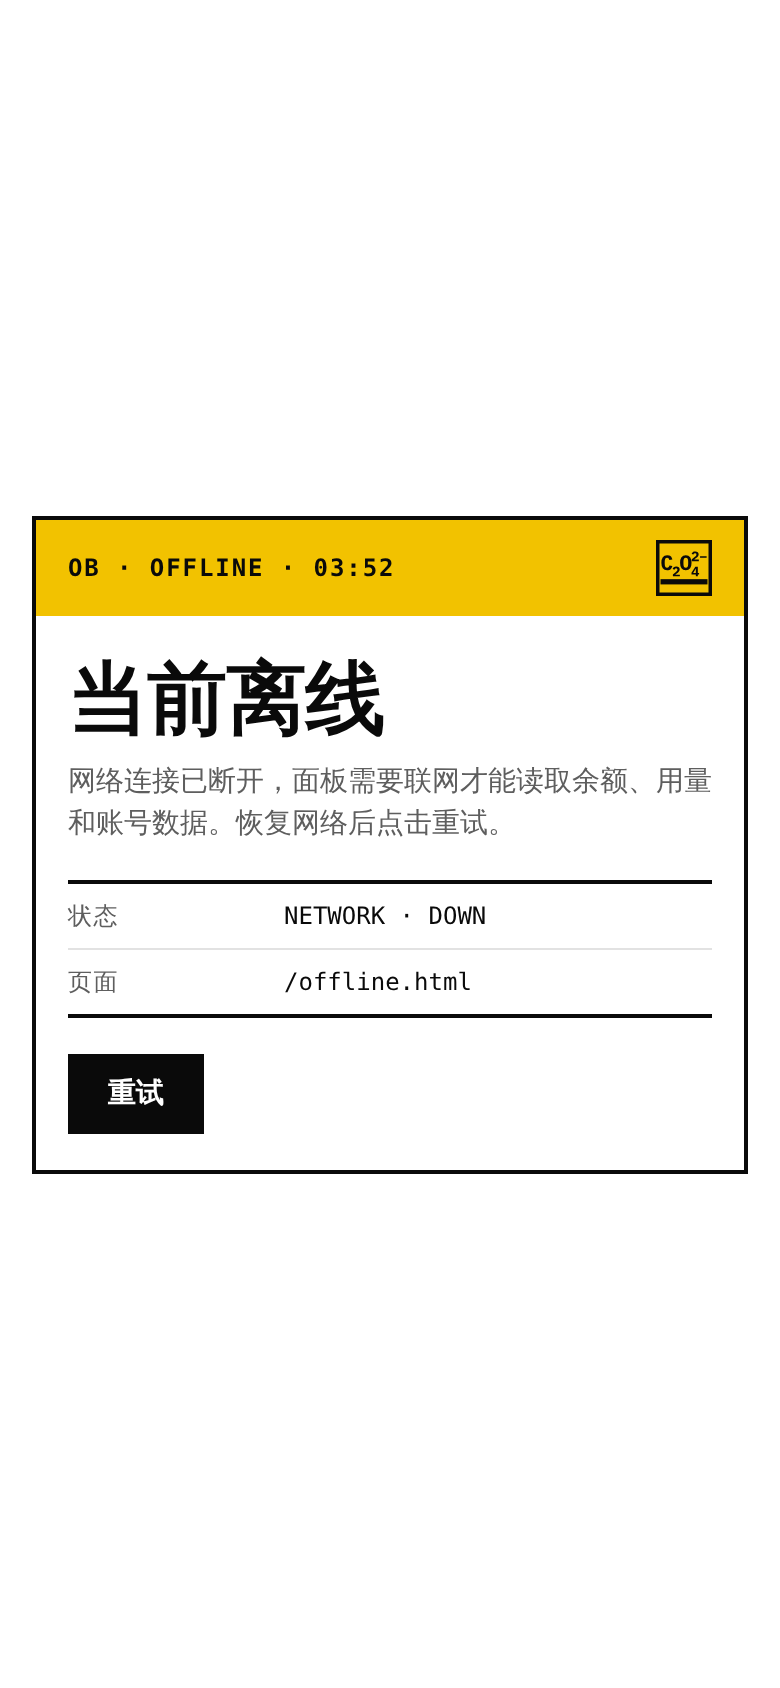 OB · OFFLINE · 03:52
C₂O₄²⁻
当前离线
网络连接已断开，面板需要联网才能读取余额、用量
和账号数据。恢复网络后点击重试。
状态 NETWORK · DOWN
页面 /offline.html
重试